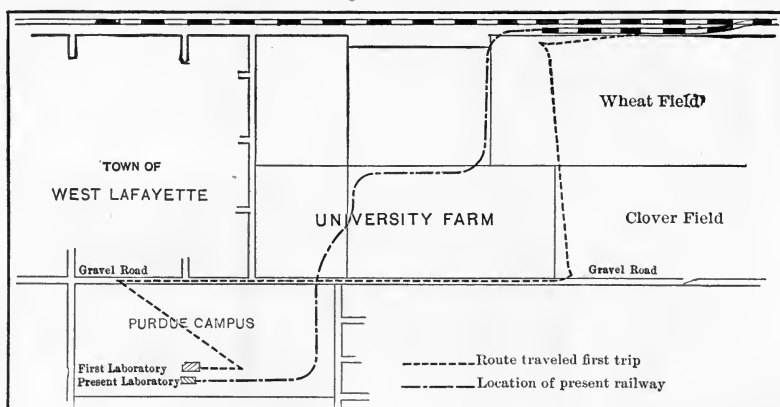 Wheat Field
TOWN OF
WEST LAFAYETTE
UNIVERSITY FARM
Clover Field
Gravel Road
Gravel Road
PURDUE CAMPUS
First Laboratory
Present Laboratory
Route traveled first trip
Location of present railway